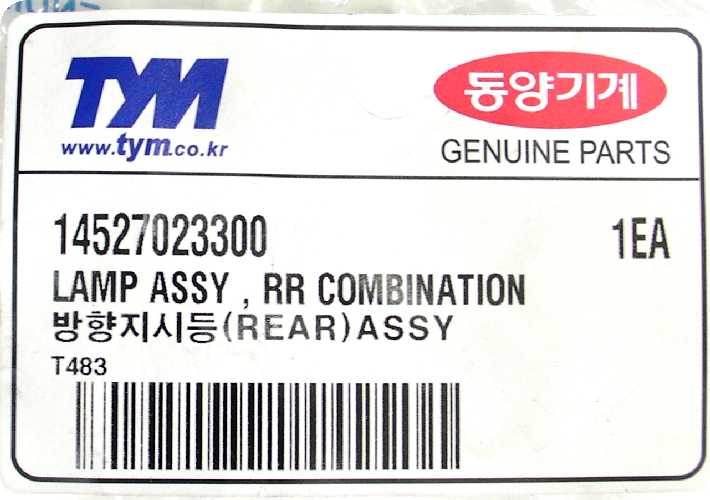 TYM
www.tym.co.kr
동양기계
GENUINE PARTS
14527023300 1EA
LAMP ASSY , RR COMBINATION
방향지시등(REAR)ASSY
T483